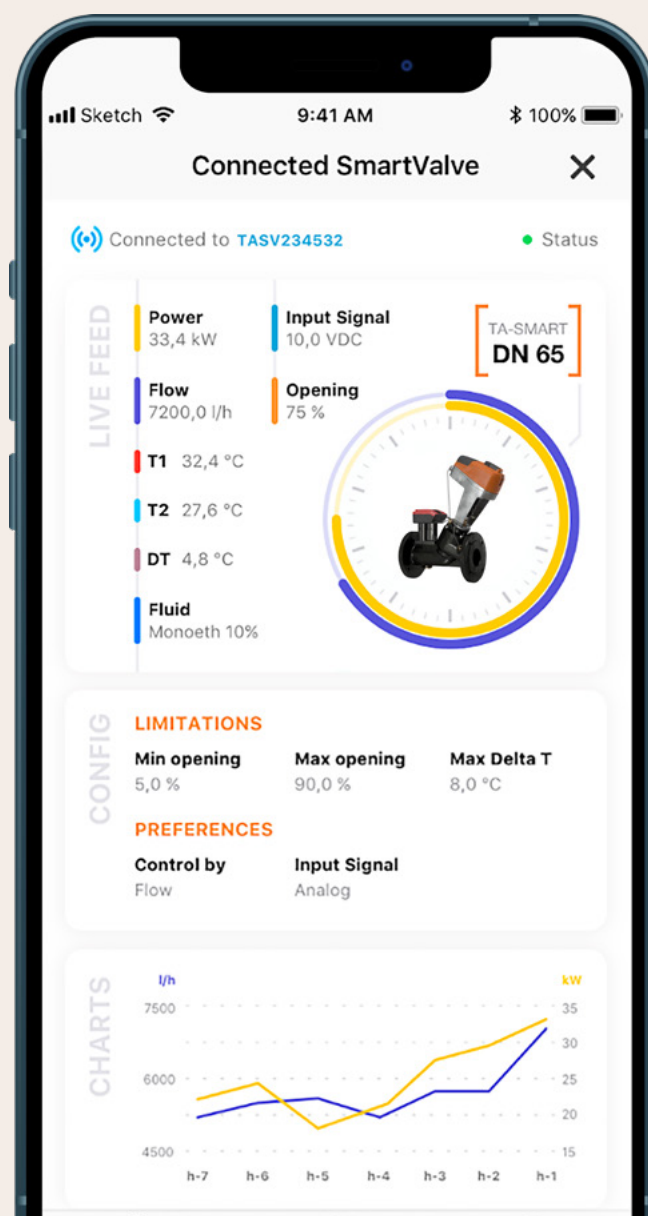 Sketch 9:41 AM 100%
Connected SmartValve
Connected to TASV234532 Status
LIVE FEED
Power Input Signal
33,4 kW 10,0 VDC
TA-SMART
DN 65
Flow Opening
7200,0 l/h 75 %
T1 32,4 °C
T2 27,6 °C
DT 4,8 °C
Fluid
Monoeth 10%
CONFIG
LIMITATIONS
Min opening Max opening Max Delta T
5,0 % 90,0 % 8,0 °C
PREFERENCES
Control by Input Signal
Flow Analog
CHARTS
l/h kW
7500 35
30
6000 25
20
4500 15
h-7 h-6 h-5 h-4 h-3 h-2 h-1